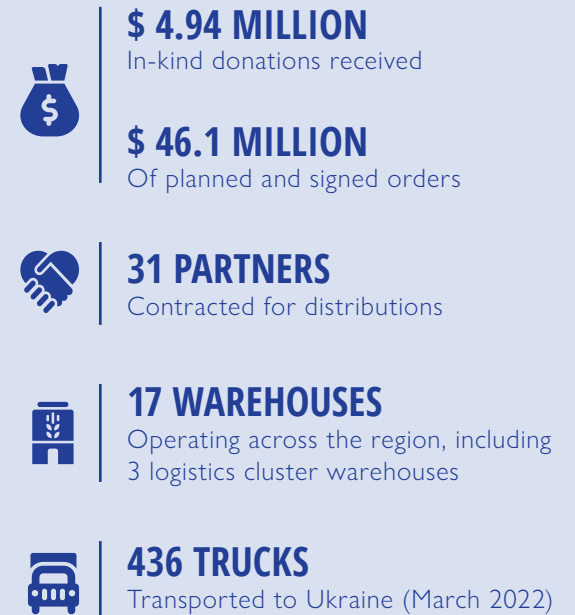 $ 4.94 MILLION
In-kind donations received
$
$ 46.1 MILLION
Of planned and signed orders
31 PARTNERS
Contracted for distributions
17 WAREHOUSES
Operating across the region, including
3 logistics cluster warehouses
436 TRUCKS
Transported to Ukraine (March 2022)